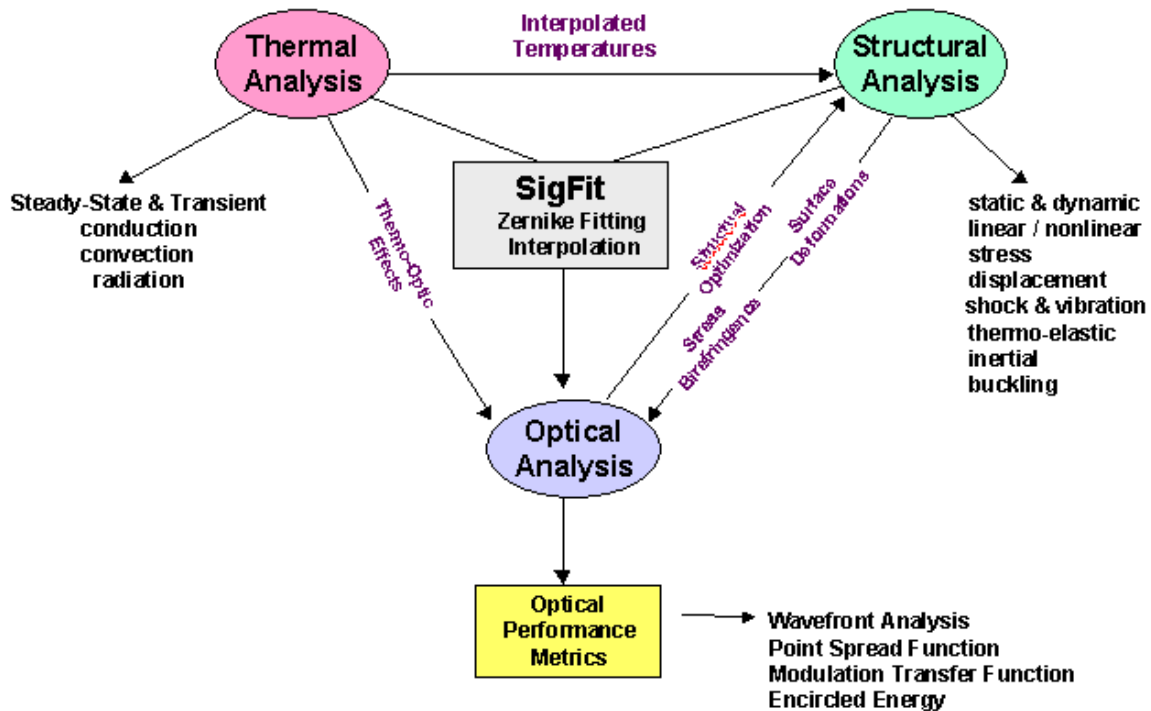 Thermal
Analysis
Interpolated
Temperatures
Structural
Analysis
Steady-State & Transient
conduction
convection
radiation
SigFit
Zernike Fitting
Interpolation
Thermo-Optic
Effects
Structual
Optimization
Surface
Deformations
Stress
Birefringence
static & dynamic
linear / nonlinear
stress
displacement
shock & vibration
thermo-elastic
inertial
buckling
Optical
Analysis
Optical
Performance
Metrics
Wavefront Analysis
Point Spread Function
Modulation Transfer Function
Encircled Energy